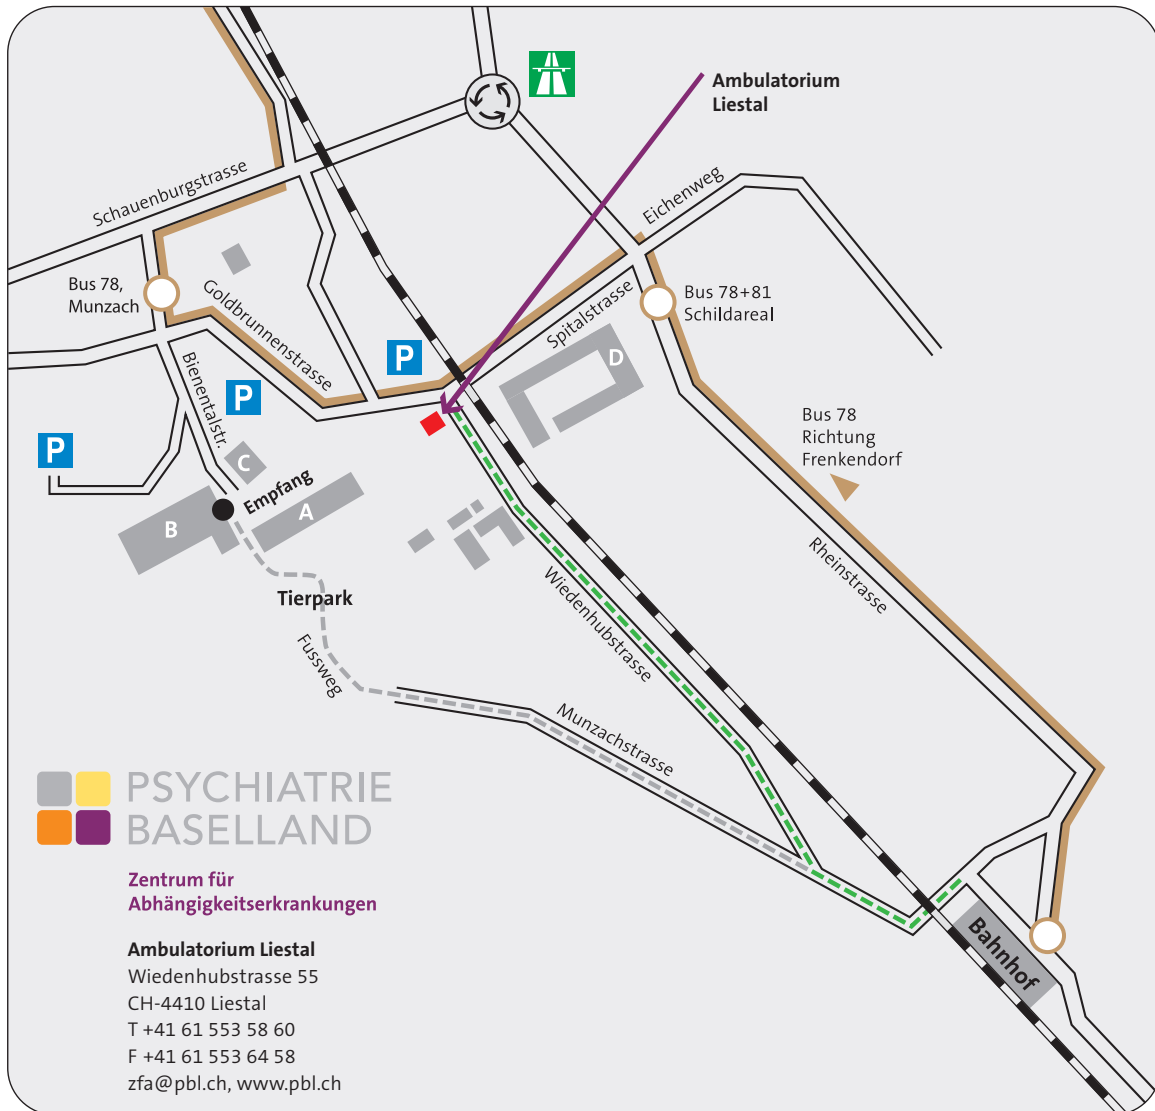 Ambulatorium
Liestal
Schauenburgstrasse
Eichenweg
Bus 78,
Munzach
Goldbrunnenstrasse
Bus 78+81
Schildareal
Spitalstrasse
D
P
P
P
Bienentalstr.
C
Empfang
A
B
Bus 78
Richtung
Frenkendorf
Rheinstrasse
Tierpark
Fussweg
Wiedenhubstrasse
Munzachstrasse
Bahnhof
PSYCHIATRIE
BASELLAND
Zentrum für
Abhängigkeitserkrankungen
Ambulatorium Liestal
Wiedenhubstrasse 55
CH-4410 Liestal
T +41 61 553 58 60
F +41 61 553 64 58
zfa@pbl.ch, www.pbl.ch